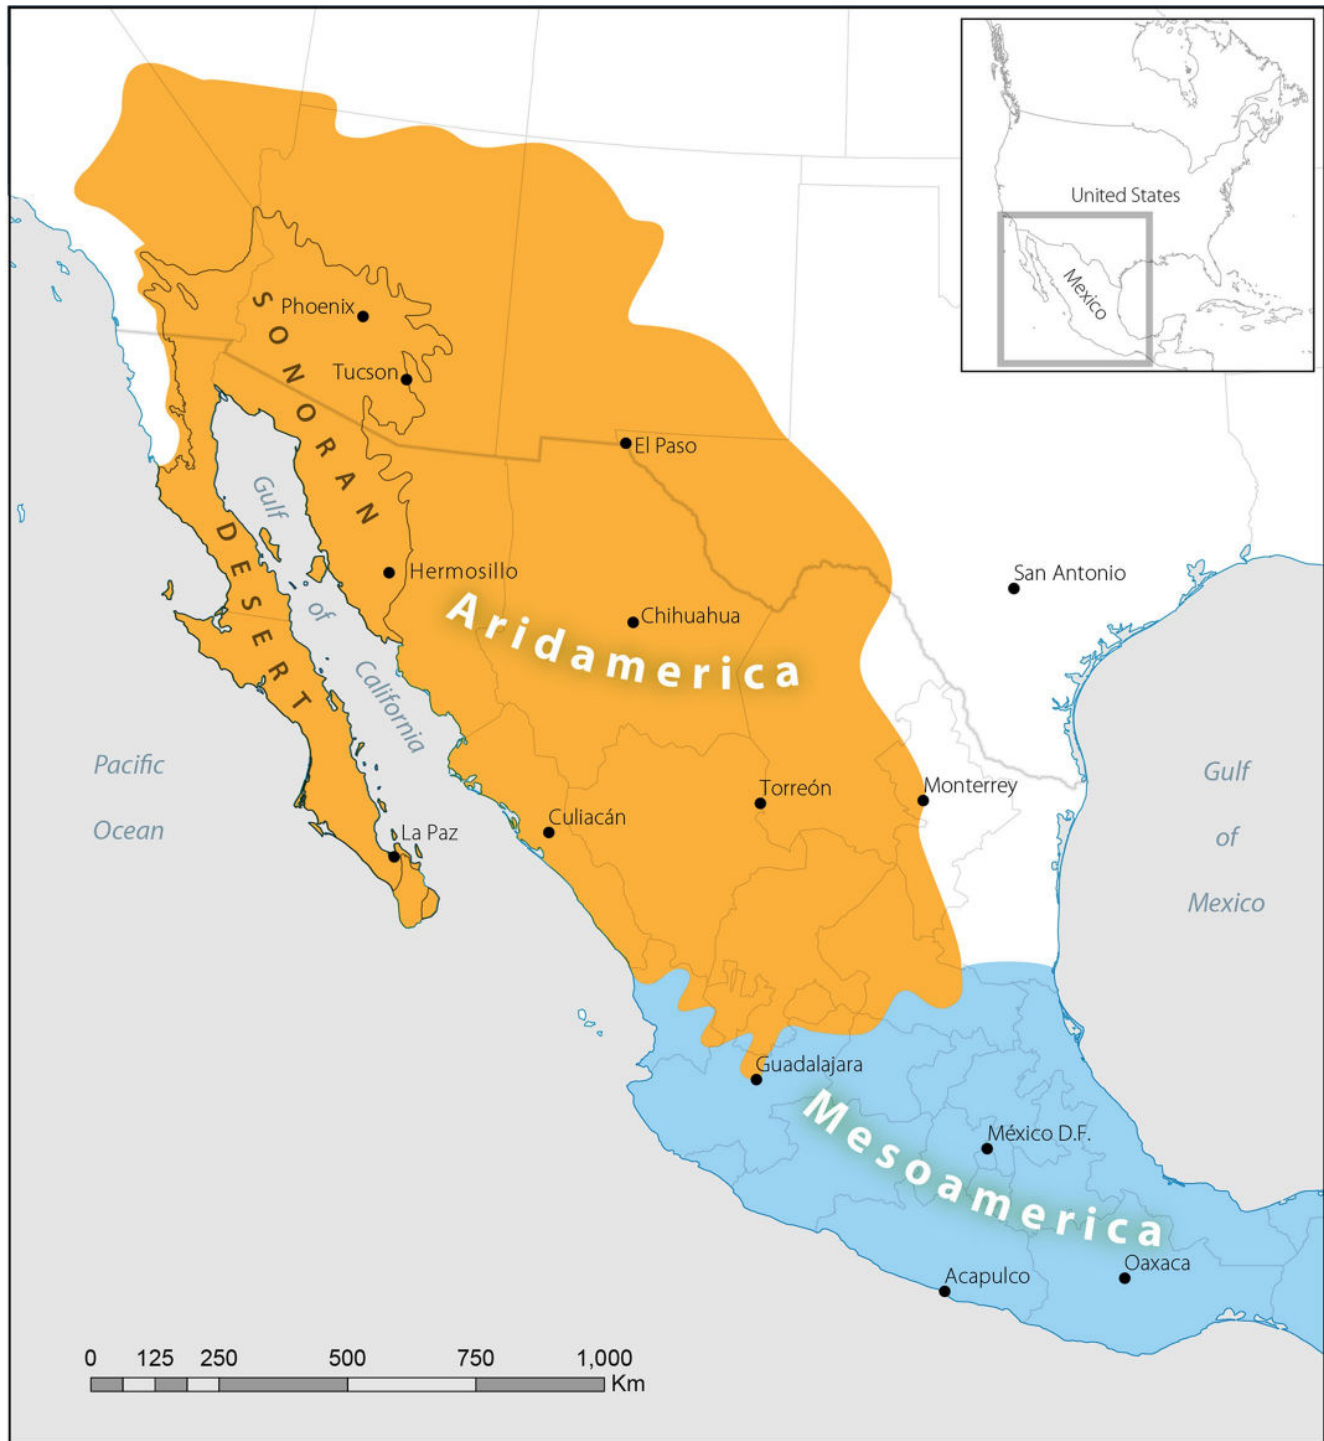 United States
Mexico
Phoenix
Tucson
SONORAN
DESERT
El Paso
Gulf
of
California
Hermosillo
San Antonio
Chihuahua
Aridamerica
Pacific
Ocean
Torreón
Monterrey
Culiacán
La Paz
Gulf
of
Mexico
Guadalajara
Mesoamerica
México D.F.
Oaxaca
Acapulco
0 125 250 500 750 1,000
Km